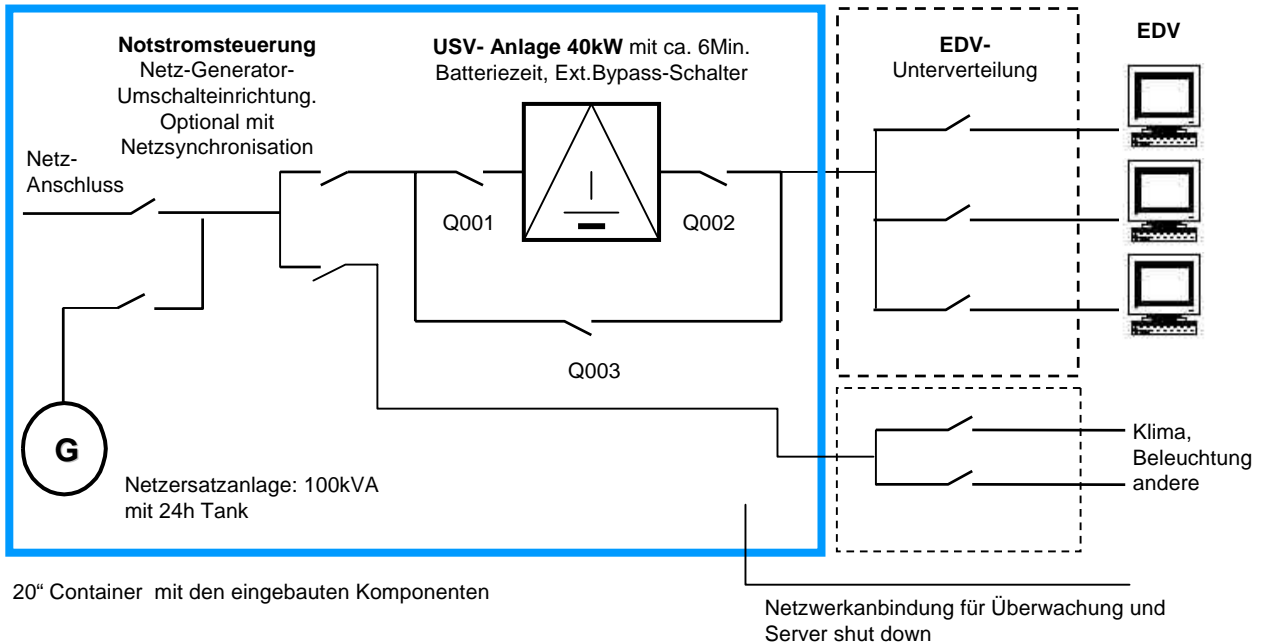 Notstromsteuerung
Netz-Generator-
Umschalteinrichtung.
Optional mit
Netzsynchronisation
USV- Anlage 40kW mit ca. 6Min.
Batteriezeit, Ext.Bypass-Schalter
EDV-
Unterverteilung
EDV
Netz-
Anschluss
Q001
Q002
Q003
G
Netzersatzanlage: 100kVA
mit 24h Tank
Klima,
Beleuchtung
andere
20“ Container mit den eingebauten Komponenten
Netzwerkanbindung für Überwachung und
Server shut down